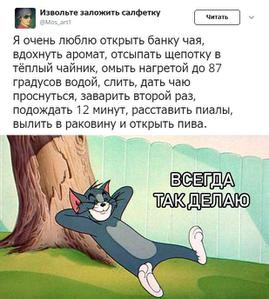 Извольте заложить салфетку
@Mos_art1
Читать
Я очень люблю открыть банку чая,
вдохнуть аромат, отсыпать щепотку в
тёплый чайник, омыть нагретой до 87
градусов водой, слить, дать чаю
проснуться, заварить второй раз,
подождать 12 минут, расставить пиалы,
вылить в раковину и открыть пива.
ВСЕГДА
ТАК ДЕЛАЮ